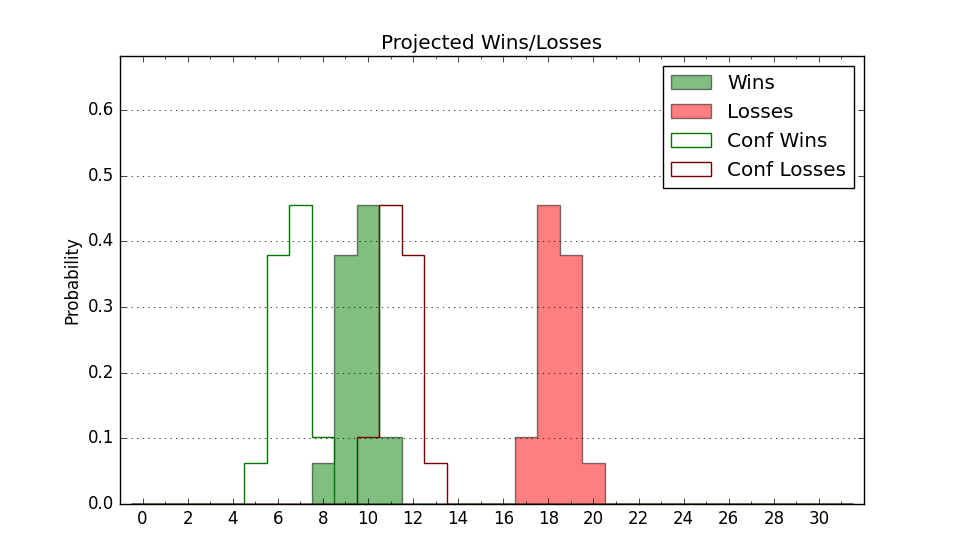 Projected Wins/Losses
Wins
Losses
Conf Wins
Conf Losses
Probability
0.6
0.5
0.4
0.3
0.2
0.1
0.0
0 2 4 6 8 10 12 14 16 18 20 22 24 26 28 30